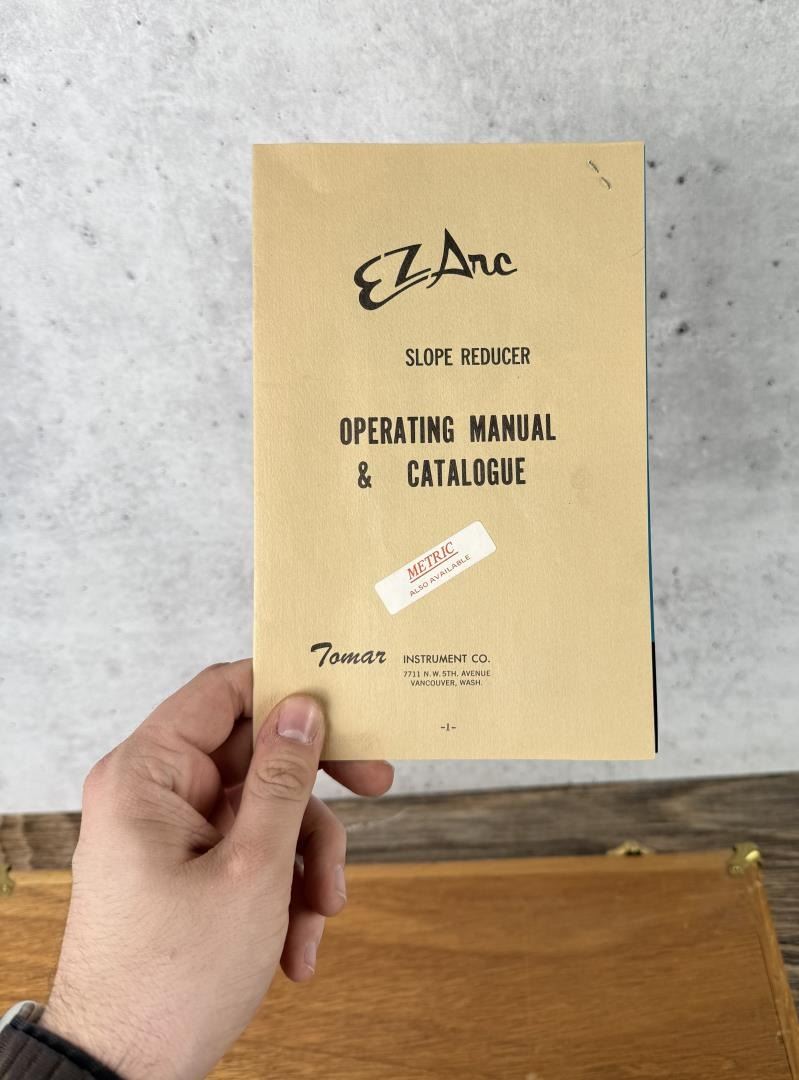 EZ Arc
SLOPE REDUCER
OPERATING MANUAL
& CATALOGUE
METRIC
ALSO AVAILABLE
Tomar INSTRUMENT CO.
7711 N.W. 5TH. AVENUE
VANCOUVER, WASH.
-1-